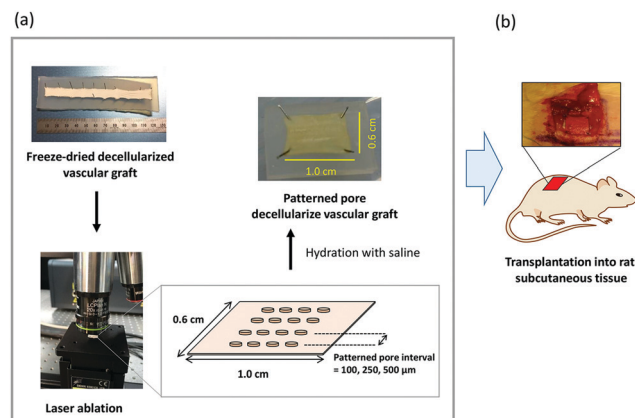 (a)
Freeze-dried decellularized
vascular graft
Laser ablation
0.6 cm
1.0 cm
Patterned pore
decellularize vascular graft
Hydration with saline
0.6 cm
1.0 cm
Patterned pore interval
= 100, 250, 500 μm
(b)
Transplantation into rat
subcutaneous tissue